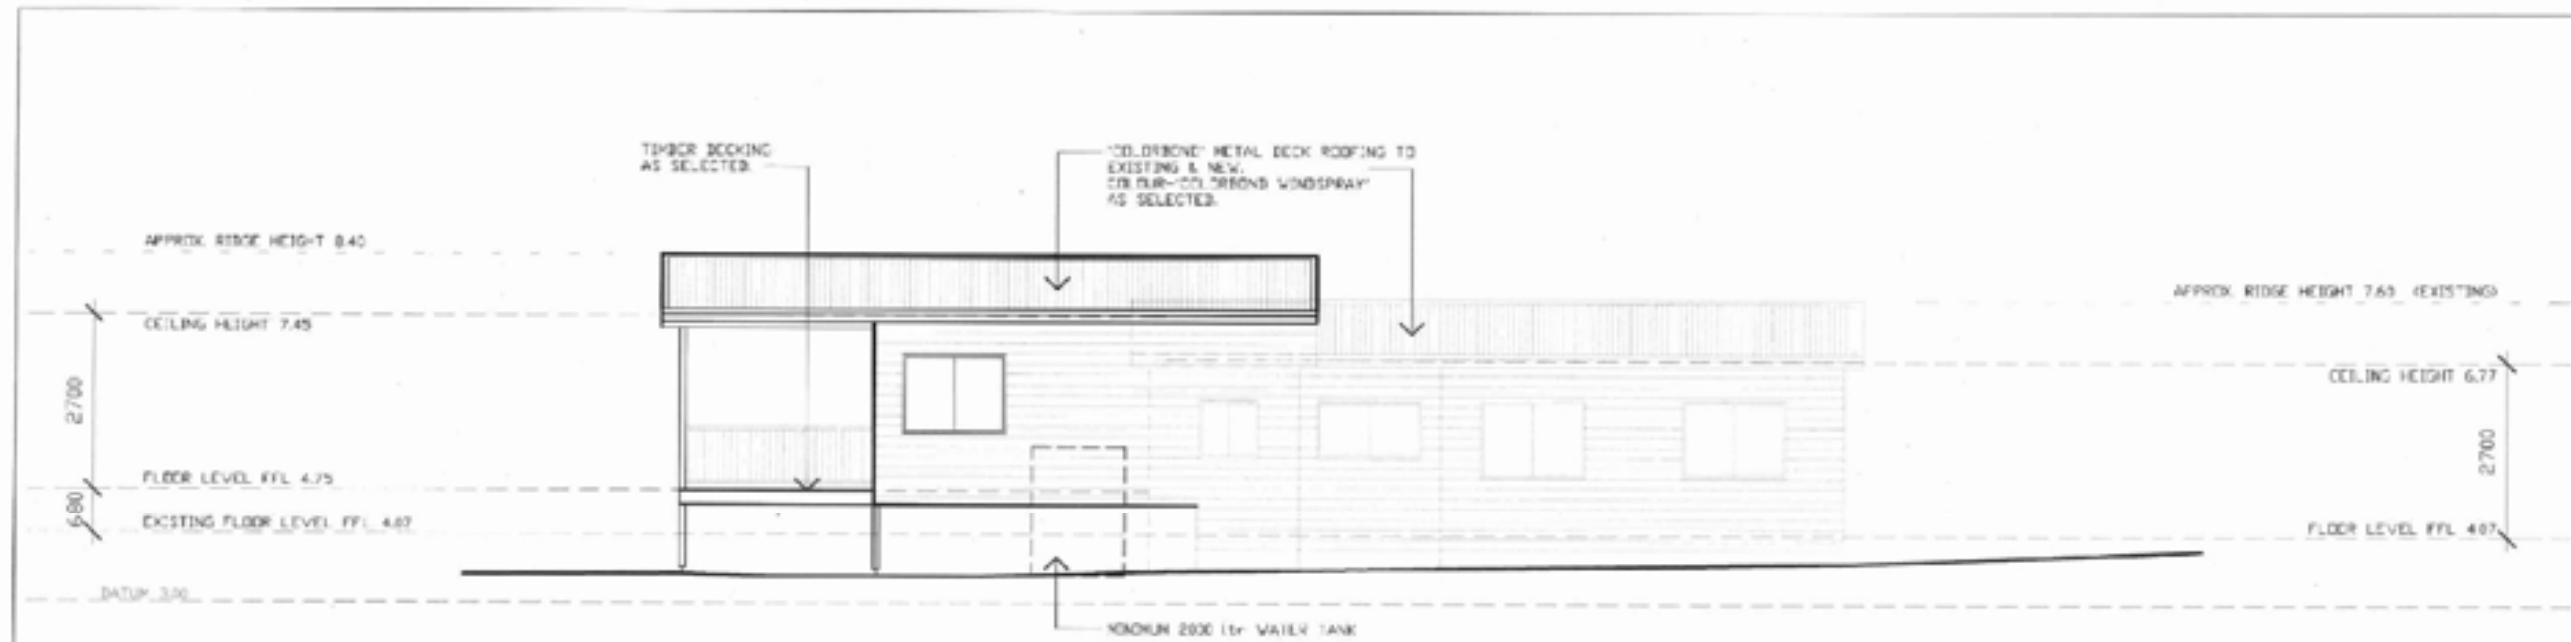 TIMBER DECKING
AS SELECTED.
'COLORBOND' METAL DECK ROOFING TO
EXISTING & NEW.
COLOUR-'COLORBOND WINDSPRAY'
AS SELECTED.
APPROX. RIDGE HEIGHT 8.40
CEILING HEIGHT 7.45
2700
FLOOR LEVEL FFL 4.75
680
EXISTING FLOOR LEVEL FFL 4.07
DATUM 3.00
APPROX. RIDGE HEIGHT 7.60 (EXISTING)
CEILING HEIGHT 6.77
2700
FLOOR LEVEL FFL 4.07
MINIMUM 2000 ltr WATER TANK